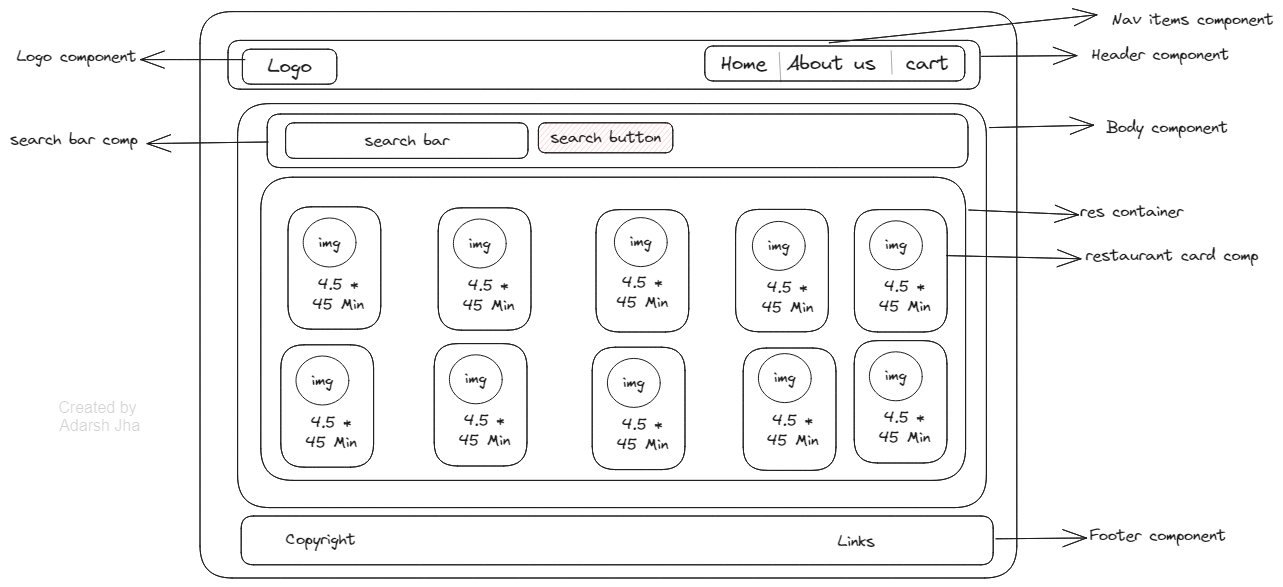 Nav items component
Logo component
Logo
Home
About us
cart
Header component
search bar comp
search bar
search button
Body component
res container
restaurant card comp
img
4.5 *
45 Min
img
4.5 *
45 Min
img
4.5 *
45 Min
img
4.5 *
45 Min
img
4.5 *
45 Min
img
4.5 *
45 Min
img
4.5 *
45 Min
img
4.5 *
45 Min
img
4.5 *
45 Min
img
4.5 *
45 Min
Created by
Adarsh Jha
Copyright
Links
Footer component